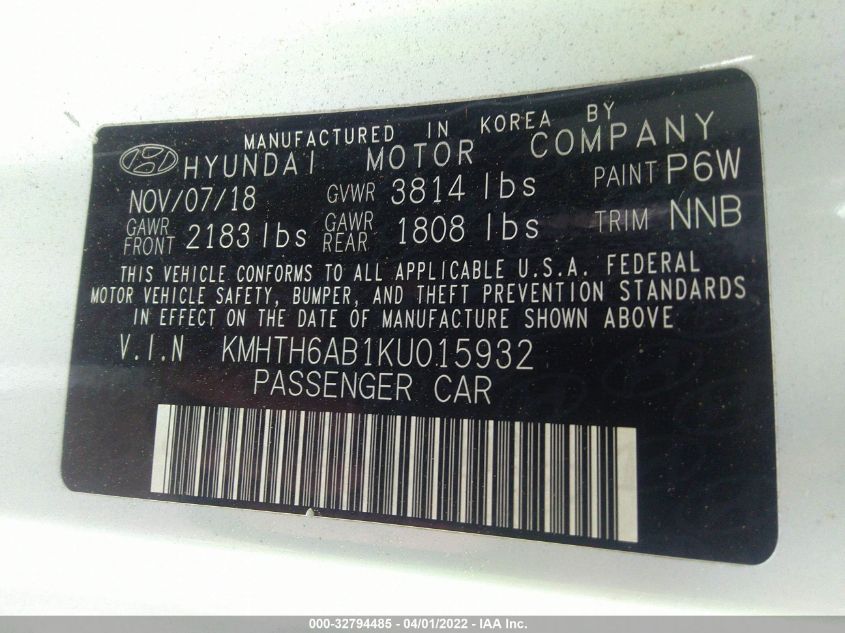 MANUFACTURED IN KOREA BY
HYUNDAI MOTOR COMPANY
NOV/07/18 GVWR 3814 lbs PAINT P6W
GAWR FRONT 2183 lbs GAWR REAR 1808 lbs TRIM NNB
THIS VEHICLE CONFORMS TO ALL APPLICABLE U.S.A. FEDERAL
MOTOR VEHICLE SAFETY, BUMPER, AND THEFT PREVENTION STANDARDS
IN EFFECT ON THE DATE OF MANUFACTURE SHOWN ABOVE
V.I.N KMHTH6AB1KU015932
PASSENGER CAR
000-32794485 - 04/01/2022 - IAA Inc.